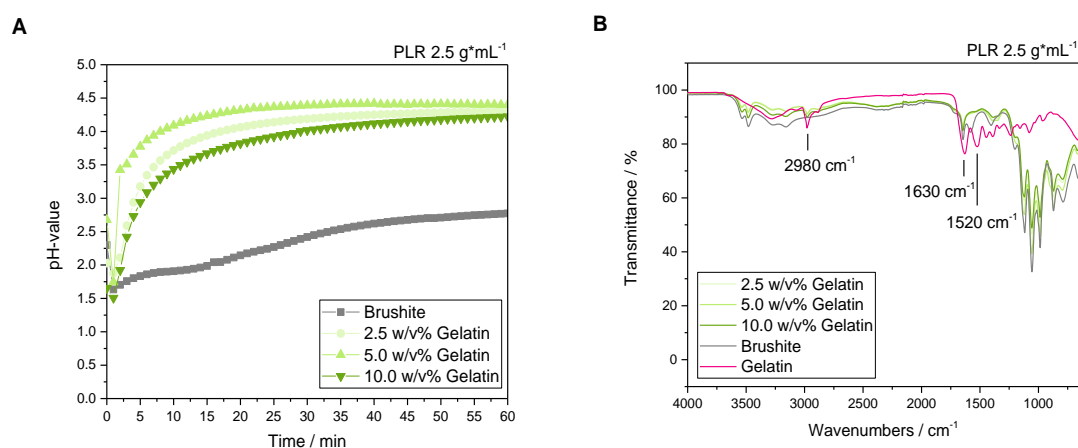 A
PLR 2.5 g*mL-1
5.0
4.5
4.0
3.5
3.0
2.5
2.0
1.5
1.0
0.5
0.0
pH-value
Brushite
2.5 w/v% Gelatin
5.0 w/v% Gelatin
10.0 w/v% Gelatin
0 5 10 15 20 25 30 35 40 45 50 55 60
Time / min
B
PLR 2.5 g*mL-1
100
80
60
40
20
0
Transmittance / %
2980 cm-1
1630 cm-1
1520 cm-1
2.5 w/v% Gelatin
5.0 w/v% Gelatin
10.0 w/v% Gelatin
Brushite
Gelatin
4000 3500 3000 2500 2000 1500 1000
Wavenumbers / cm-1